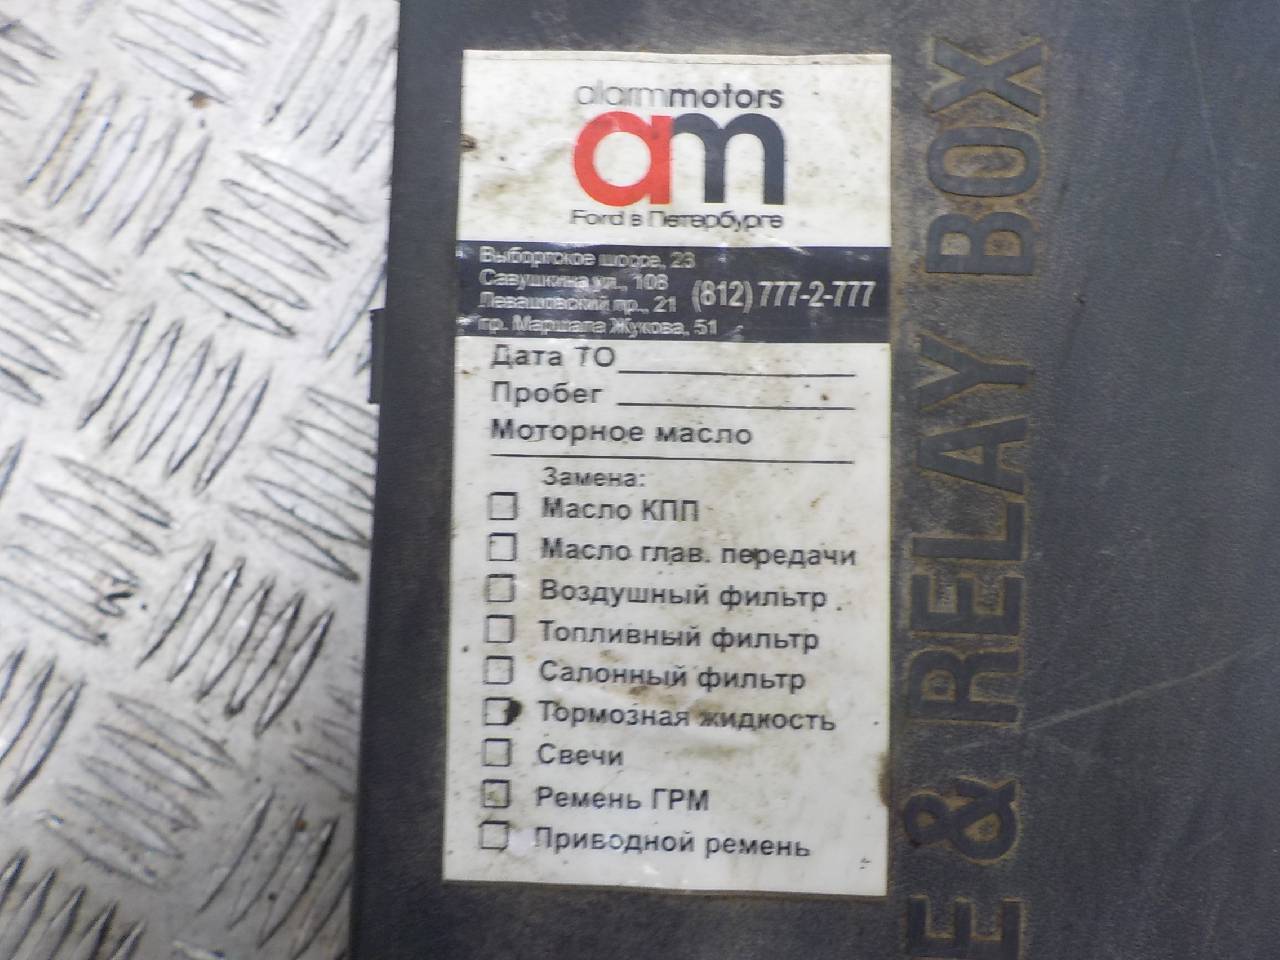 alarmmotors
am
Ford в Петербурге
Выборгское шоссе, 23
Савушкина ул., 108
Левашовский пр., 21
пр. Маршала Жукова, 51
(812) 777-2-777
Дата ТО
Пробег
Моторное масло
Замена:
Масло КПП
Масло глав. передачи
Воздушный фильтр
Топливный фильтр
Салонный фильтр
Тормозная жидкость
Свечи
Ремень ГРМ
Приводной ремень
E & RELAY BOX